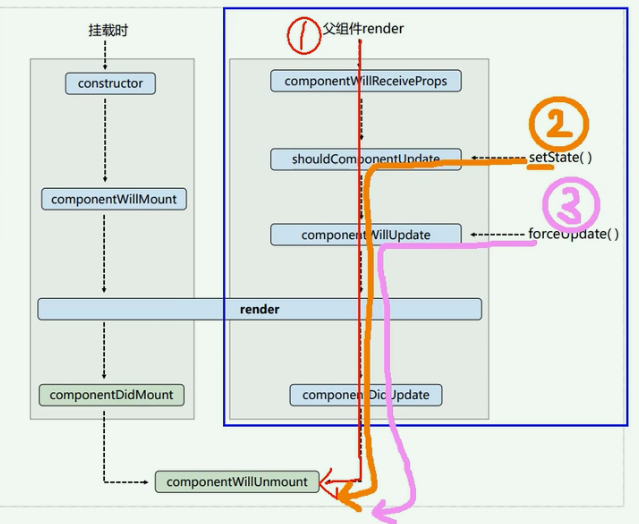 挂载时
① 父组件render
constructor
componentWillReceiveProps
②
shouldComponentUpdate
setState( )
③
componentWillMount
componentWillUpdate
forceUpdate( )
render
componentDidMount
componentDidUpdate
componentWillUnmount